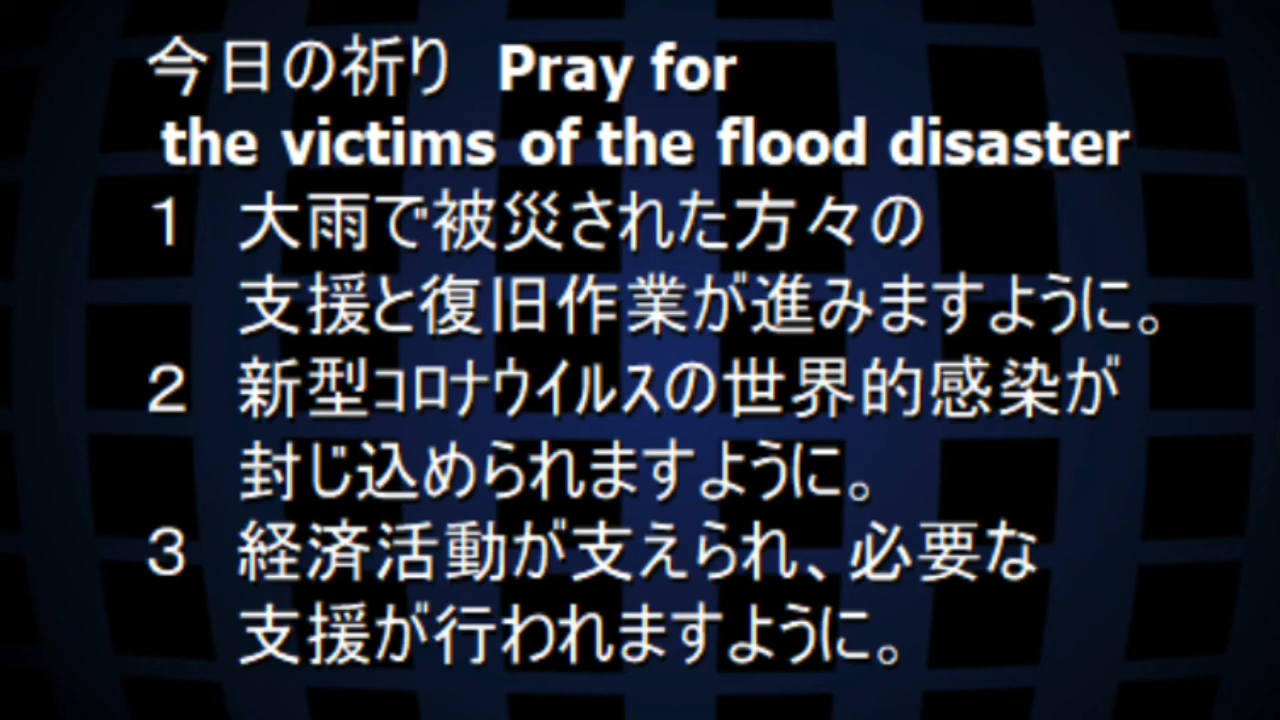 今日の祈り Pray for
the victims of the flood disaster
１ 大雨で被災された方々の
支援と復旧作業が進みますように。
２ 新型ｺﾛﾅｳｲﾙｽの世界的感染が
封じ込められますように。
３ 経済活動が支えられ、必要な
支援が行われますように。